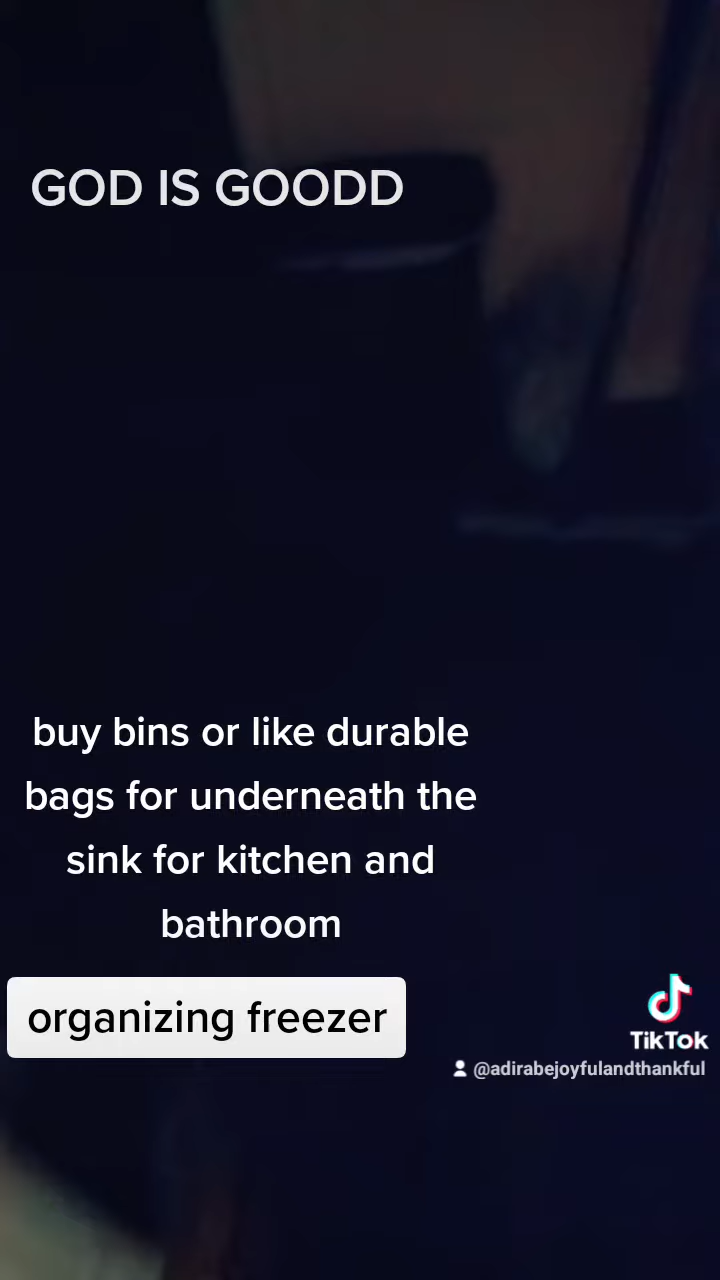 GOD IS GOODD
buy bins or like durable
bags for underneath the
sink for kitchen and
bathroom
organizing freezer
TikTok
@adirabejoyfulandthankful